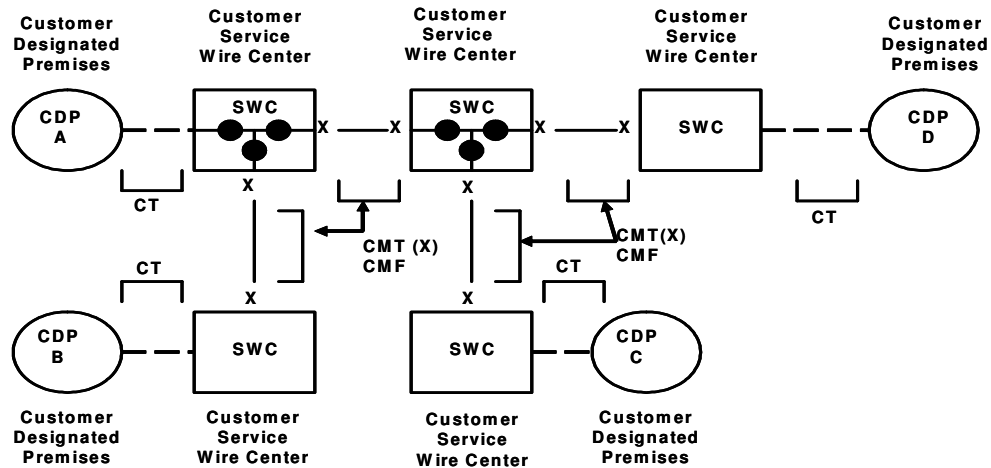 Customer
Designated
Premises
Customer
Service
Wire Center
Customer
Service
Wire Center
Customer
Service
Wire Center
Customer
Designated
Premises
CDP
A
SWC
X
X
SWC
X
X
SWC
CDP
D
CT
X
X
CT
CMT (X)
CMF
CMT(X)
CMF
CT
CT
X
X
CDP
B
SWC
SWC
CDP
C
Customer
Designated
Premises
Customer
Service
Wire Center
Customer
Service
Wire Center
Customer
Designated
Premises